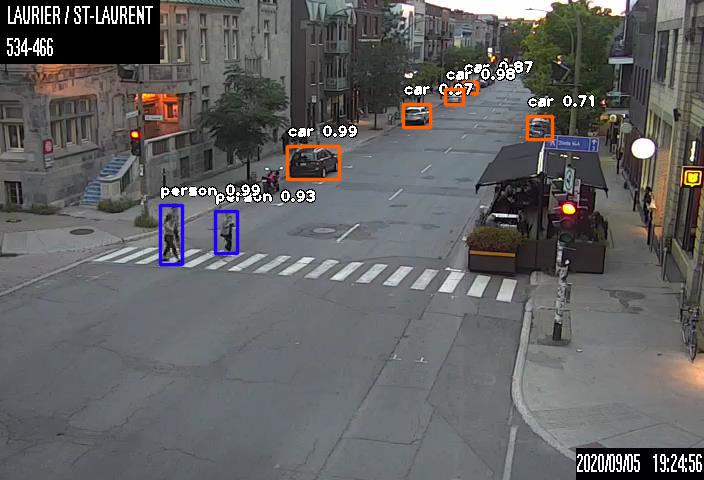 LAURIER / ST-LAURENT
534-466
car 0.87
car 0.98
car 0.97
car 0.71
car 0.99
person 0.99
person 0.93
2020/09/05 19:24:56